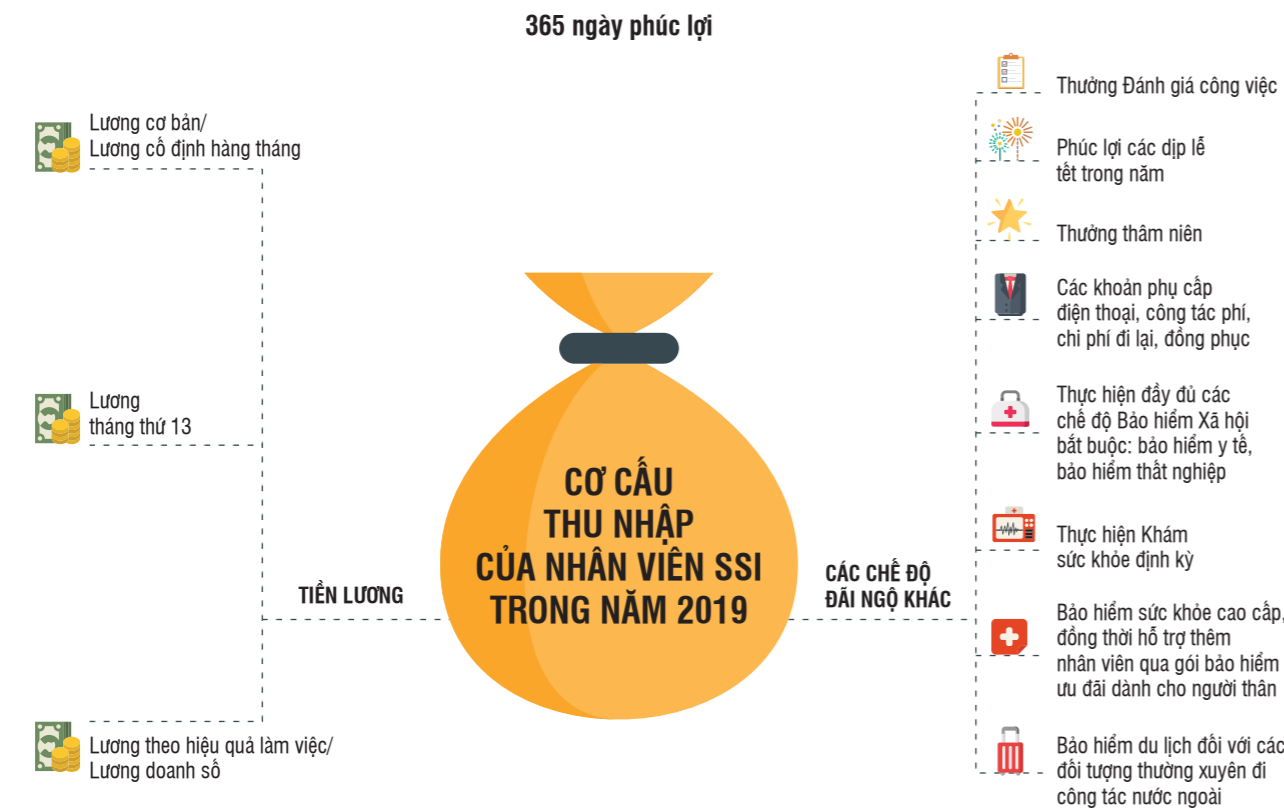 365 ngày phúc lợi
Lương cơ bản/
Lương cố định hàng tháng
Lương
tháng thứ 13
Lương theo hiệu quả làm việc/
Lương doanh số
TIỀN LƯƠNG
CƠ CẤU
THU NHẬP
CỦA NHÂN VIÊN SSI
TRONG NĂM 2019
CÁC CHẾ ĐỘ
ĐÃI NGỘ KHÁC
Thưởng Đánh giá công việc
Phúc lợi các dịp lễ
tết trong năm
Thưởng thâm niên
Các khoản phụ cấp
điện thoại, công tác phí,
chi phí đi lại, đồng phục
Thực hiện đầy đủ các
chế độ Bảo hiểm Xã hội
bắt buộc: bảo hiểm y tế,
bảo hiểm thất nghiệp
Thực hiện Khám
sức khỏe định kỳ
Bảo hiểm sức khỏe cao cấp,
đồng thời hỗ trợ thêm
nhân viên qua gói bảo hiểm
ưu đãi dành cho người thân
Bảo hiểm du lịch đối với các
đối tượng thường xuyên đi
công tác nước ngoài